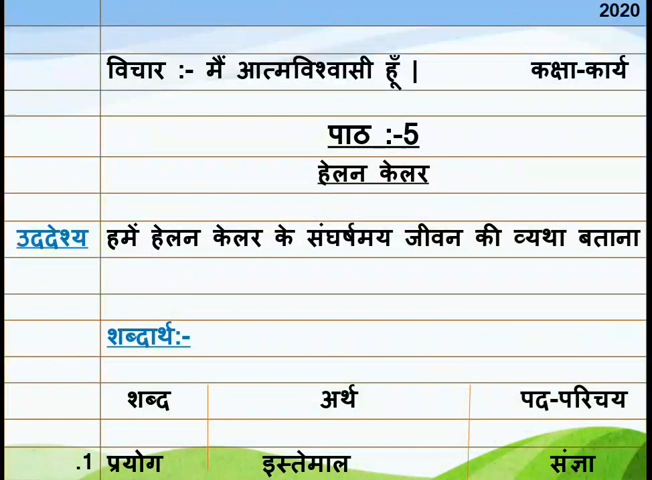 2020
विचार :- मैं आत्मविश्वासी हूँ | कक्षा-कार्य
पाठ :-5
हेलन केलर
उददेश्य हमें हेलन केलर के संघर्षमय जीवन की व्यथा बताना
शब्दार्थ:-
शब्द अर्थ पद-परिचय
.1 प्रयोग इस्तेमाल संज्ञा